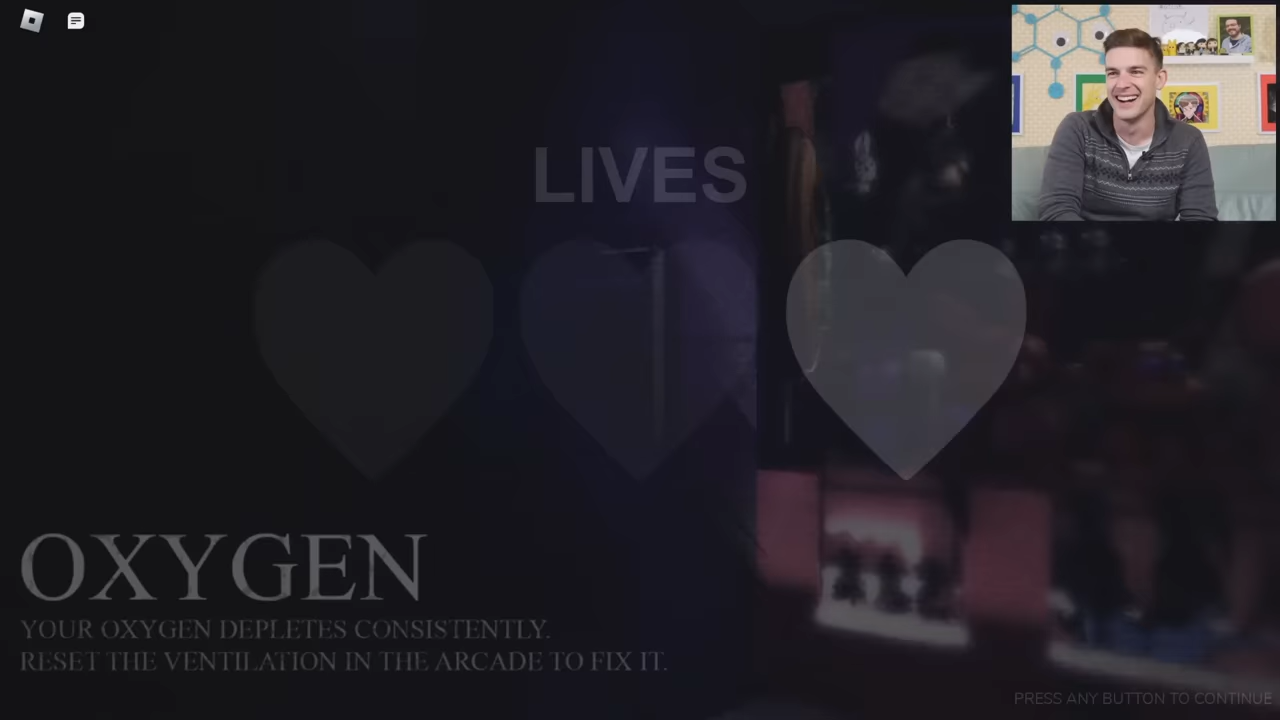 LIVES
OXYGEN
YOUR OXYGEN DEPLETES CONSISTENTLY.
RESET THE VENTILATION IN THE ARCADE TO FIX IT.
PRESS ANY BUTTON TO CONTINUE